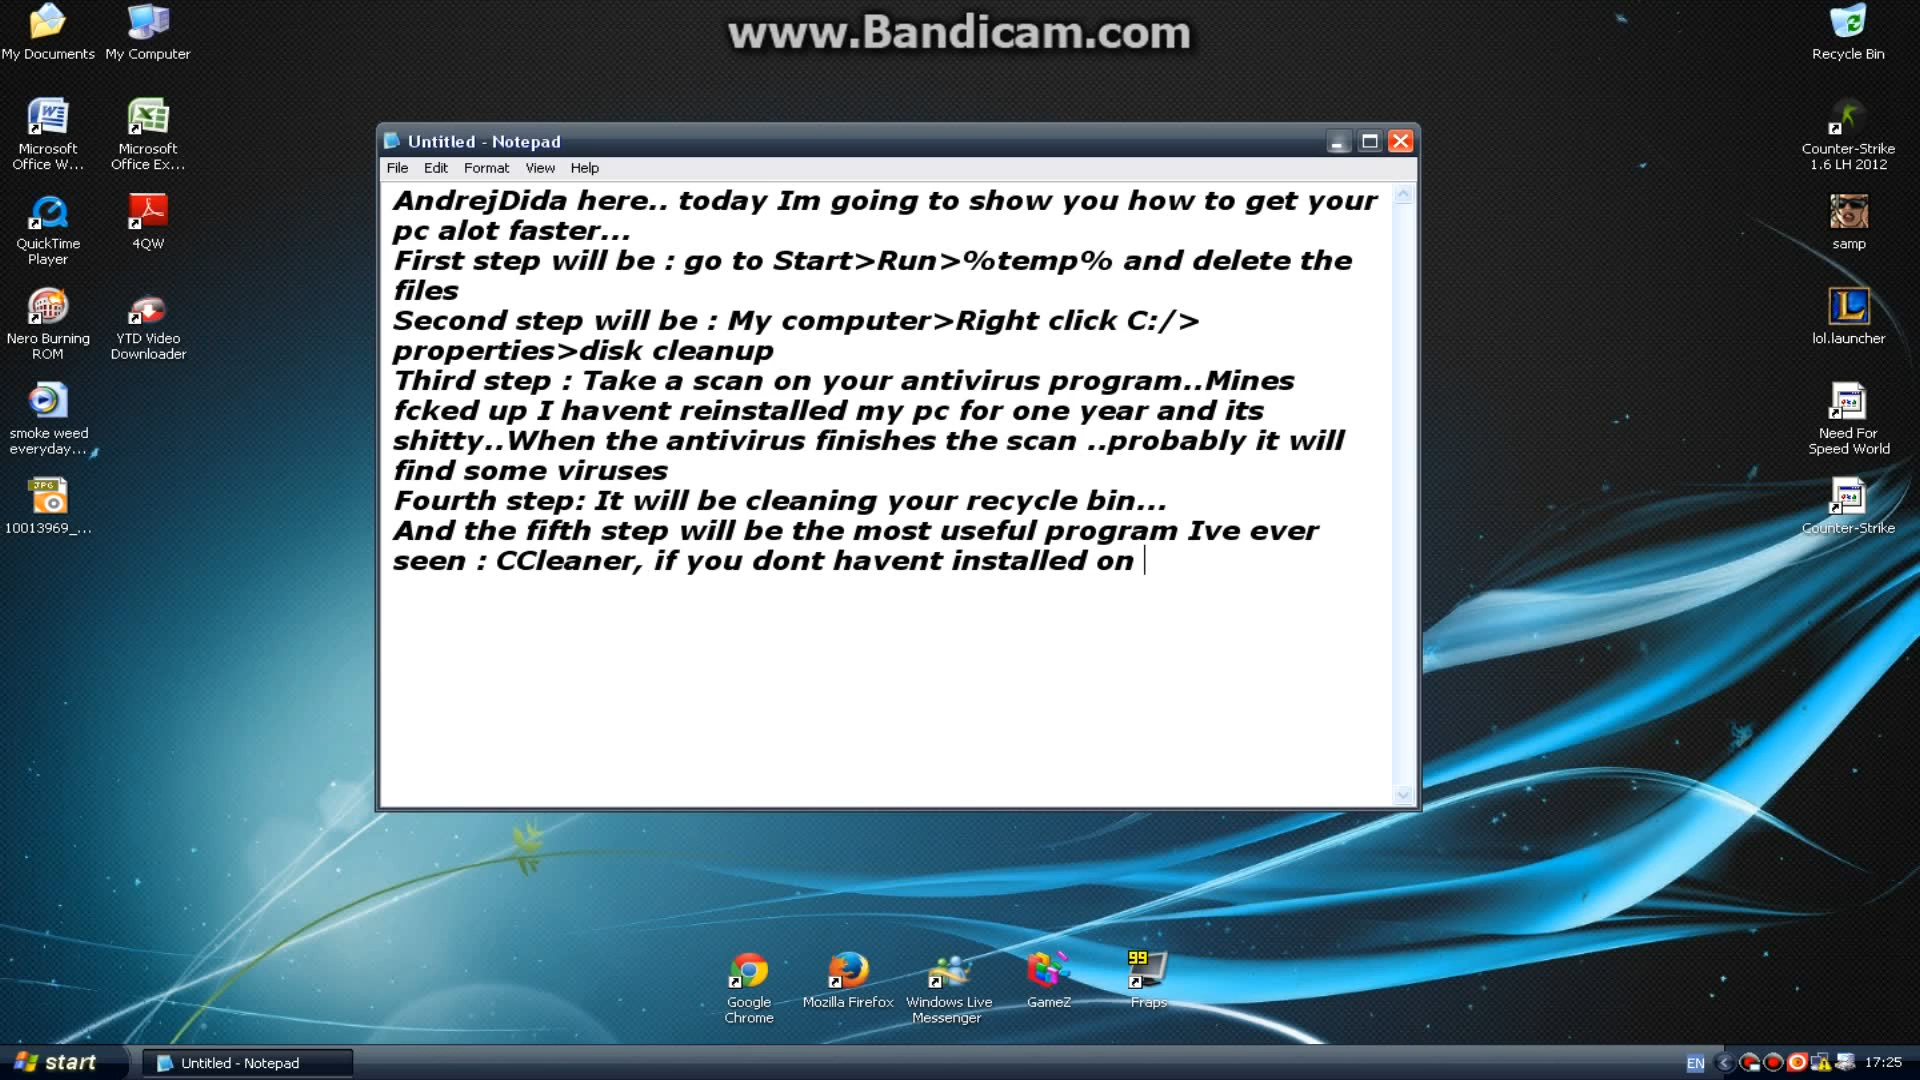 www.Bandicam.com
My Documents
My Computer
Recycle Bin
Microsoft
Office W...
Microsoft
Office Ex...
Counter-Strike
1.6 LH 2012
QuickTime
Player
4QW
samp
Nero Burning
ROM
YTD Video
Downloader
lol.launcher
smoke weed
everyday...
Need For
Speed World
JPG
10013969_...
Counter-Strike
Untitled - Notepad
File Edit Format View Help
AndrejDida here.. today Im going to show you how to get your
pc alot faster...
First step will be : go to Start>Run>%temp% and delete the
files
Second step will be : My computer>Right click C:/>
properties>disk cleanup
Third step : Take a scan on your antivirus program..Mines
fcked up I havent reinstalled my pc for one year and its
shitty..When the antivirus finishes the scan ..probably it will
find some viruses
Fourth step: It will be cleaning your recycle bin...
And the fifth step will be the most useful program Ive ever
seen : CCleaner, if you dont havent installed on
Google
Chrome
Mozilla Firefox
Windows Live
Messenger
GameZ
99
Fraps
start
Untitled - Notepad
EN
17:25